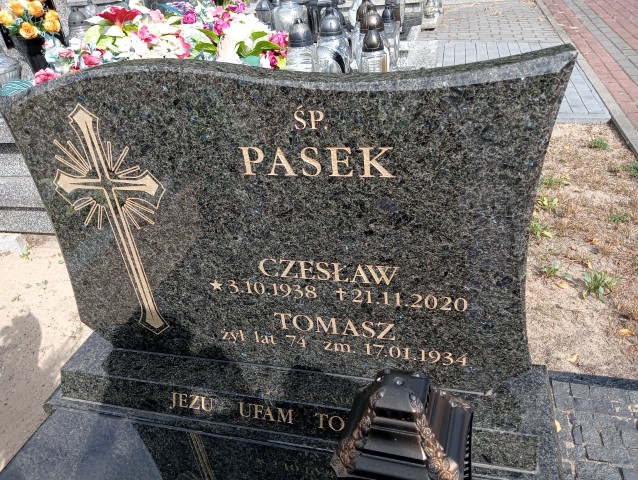 ŚP.
PASEK
CZESŁAW
★ 3.10.1938 ✝ 21.11.2020
TOMASZ
żył lat 74 zm. 17.01.1934
JEZU UFAM TO